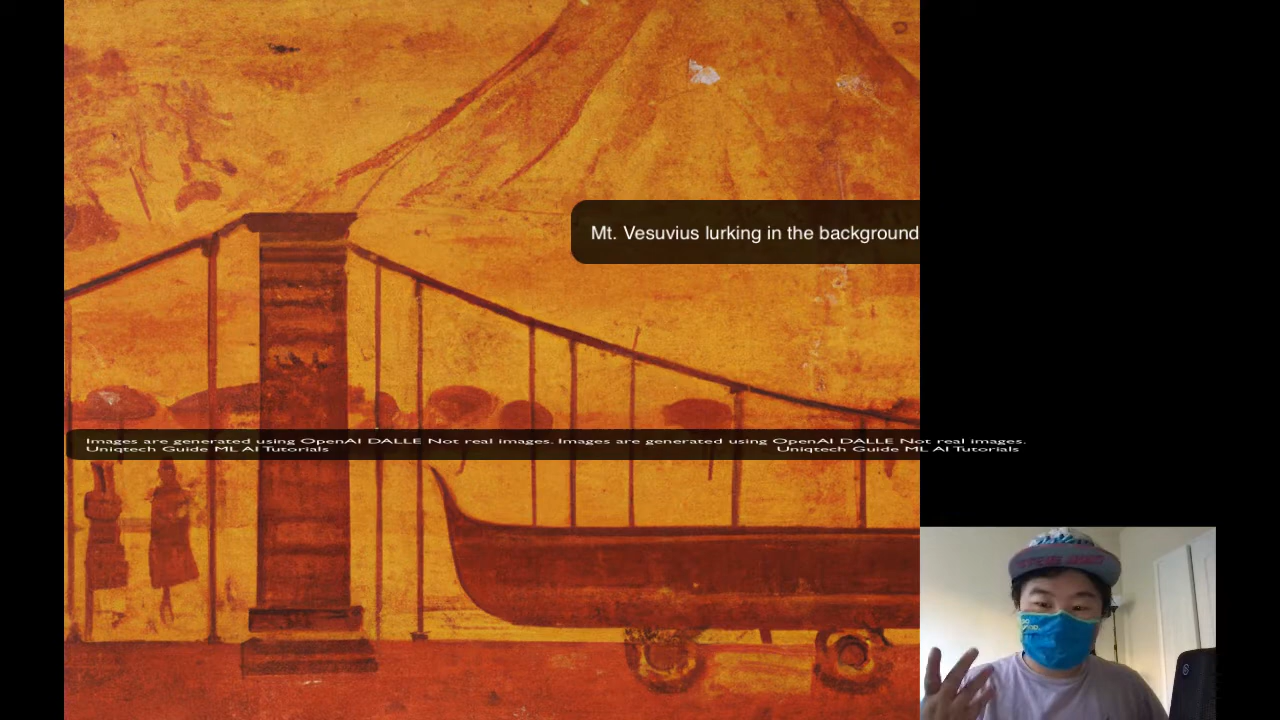 Mt. Vesuvius lurking in the background
Images are generated using OpenAI DALLE Not real images. Images are generated using OpenAI DALLE Not real images.
Uniqtech Guide ML AI Tutorials Uniqtech Guide ML AI Tutorials